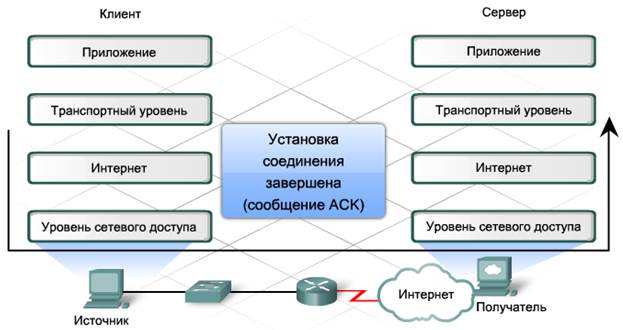 Клиент
Сервер
Приложение
Приложение
Транспортный уровень
Транспортный уровень
Установка
соединения
завершена
(сообщение ACK)
Интернет
Интернет
Уровень сетевого доступа
Уровень сетевого доступа
Интернет
Источник
Получатель